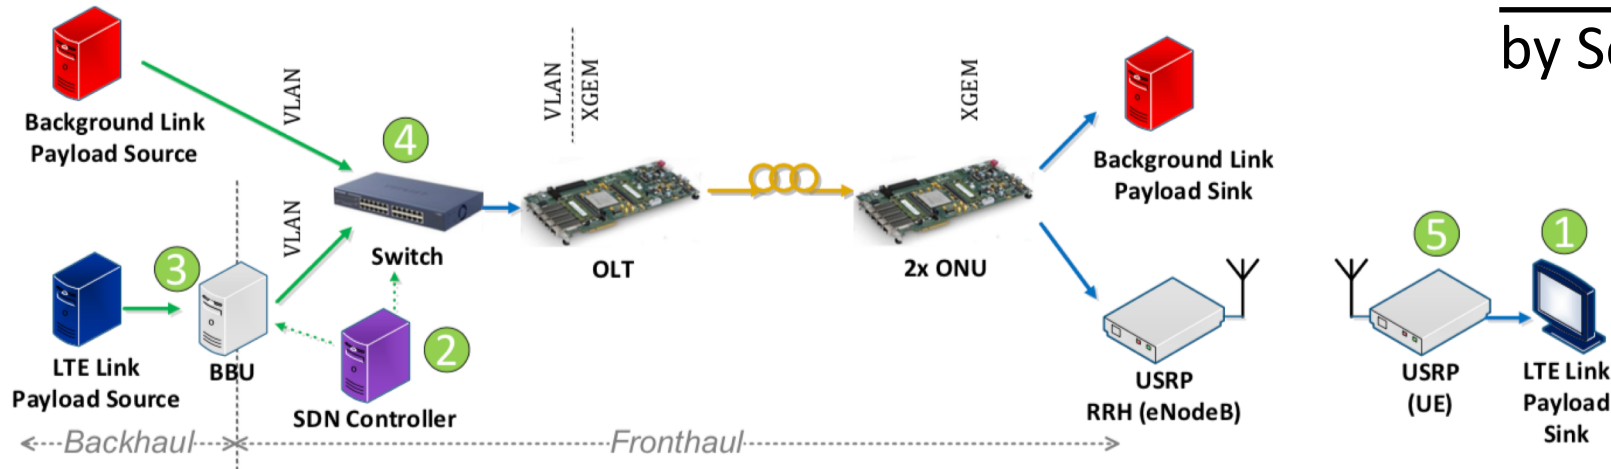 by S
Background Link
Payload Source
VLAN
VLAN
XGEM
XGEM
4
Background Link
Payload Sink
VLAN
Switch
OLT
2x ONU
3
5
1
LTE Link
Payload Source
BBU
2
SDN Controller
USRP
RRH (eNodeB)
USRP
(UE)
LTE Link
Payload
Sink
Backhaul
Fronthaul